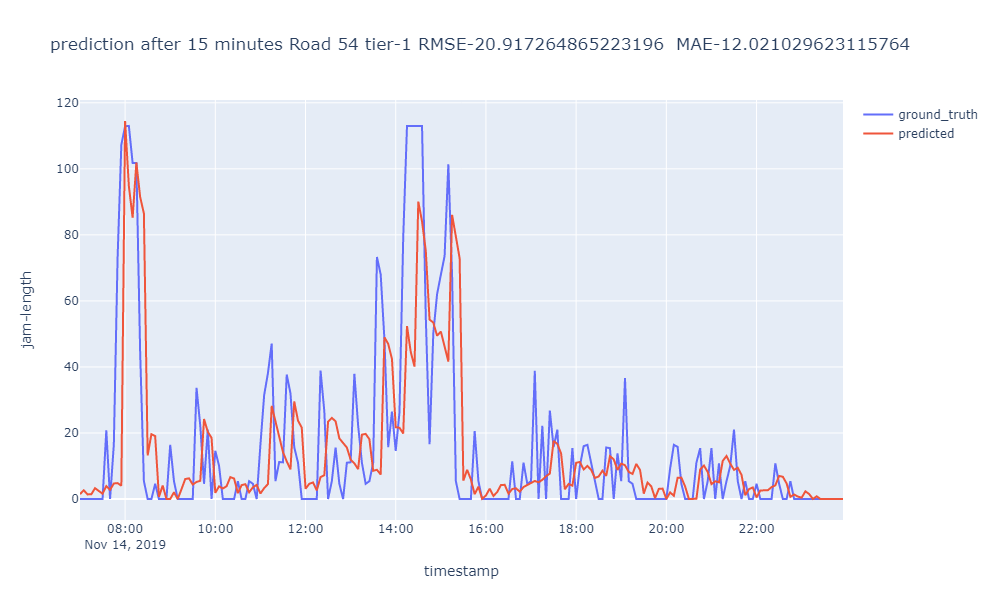 prediction after 15 minutes Road 54 tier-1 RMSE-20.917264865223196  MAE-12.021029623115764
ground_truth
predicted
120
100
80
60
40
20
0
jam-length
08:00 10:00 12:00 14:00 16:00 18:00 20:00 22:00
Nov 14, 2019
timestamp